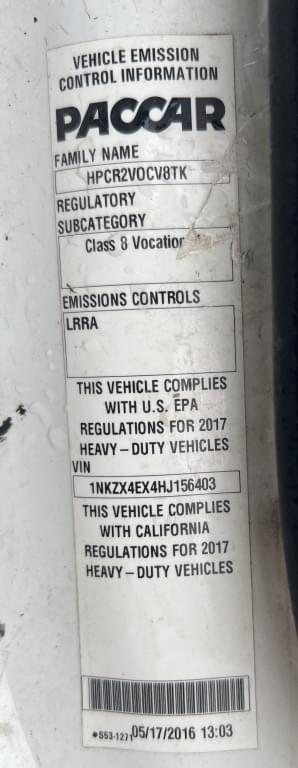 VEHICLE EMISSION
CONTROL INFORMATION
PACCAR
FAMILY NAME
HPCR2VOCV8TK
REGULATORY
SUBCATEGORY
Class 8 Vocation
EMISSIONS CONTROLS
LRRA
THIS VEHICLE COMPLIES
WITH U.S. EPA
REGULATIONS FOR 2017
HEAVY-DUTY VEHICLES
VIN
1NKZX4EX4HJ156403
THIS VEHICLE COMPLIES
WITH CALIFORNIA
REGULATIONS FOR 2017
HEAVY-DUTY VEHICLES
*S53-1271 05/17/2016 13:03